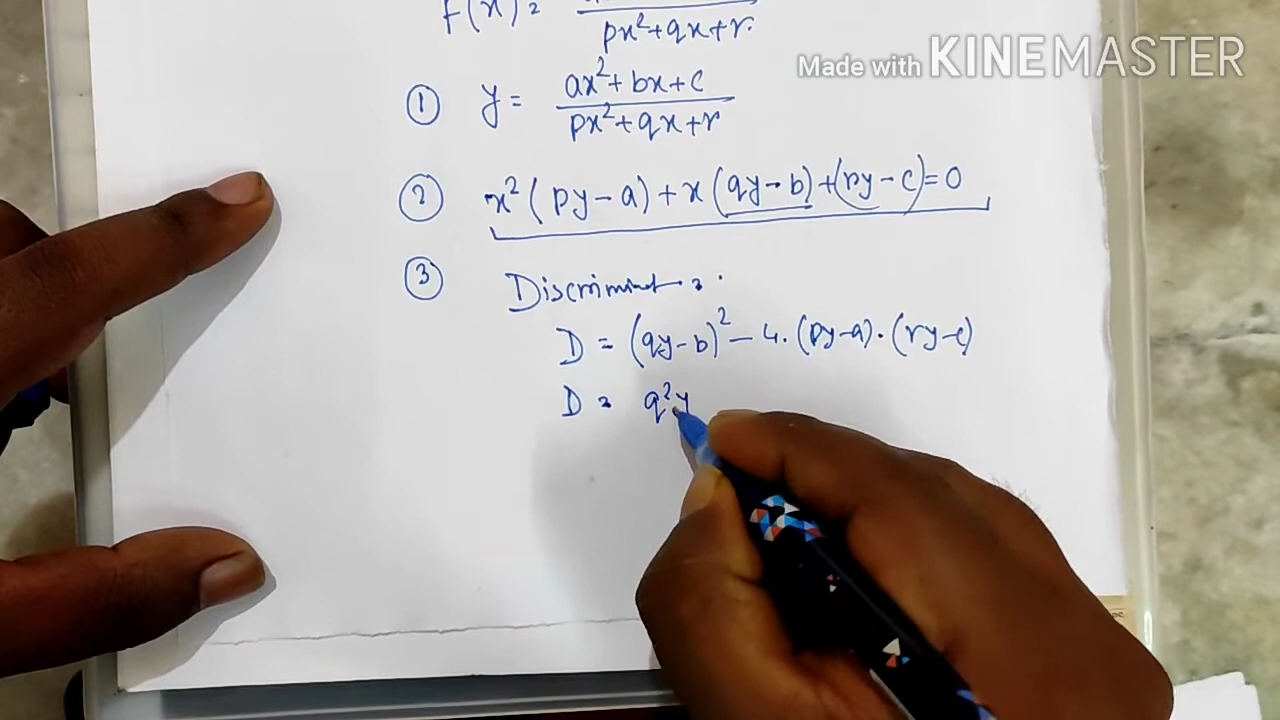 f(x) =
px²+qx+r.
Made with KINEMASTER
① y = ax²+bx+c / px²+qx+r
② x²(py-a)+x(qy-b)+(ry-c)=0
③ Discriminant =
D = (qy-b)² - 4.(py-a).(ry-c)
D = q²y